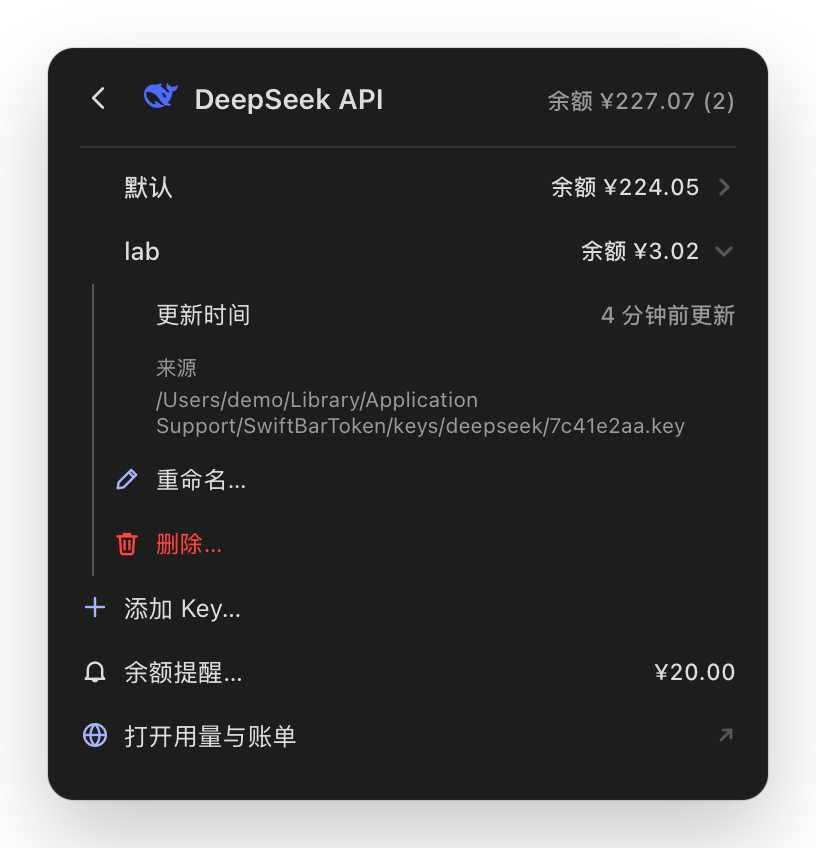 DeepSeek API
余额 ¥227.07 (2)
默认
余额 ¥224.05
lab
余额 ¥3.02
更新时间
4 分钟前更新
来源
/Users/demo/Library/Application
Support/SwiftBarToken/keys/deepseek/7c41e2aa.key
重命名...
删除...
添加 Key...
余额提醒...
¥20.00
打开用量与账单